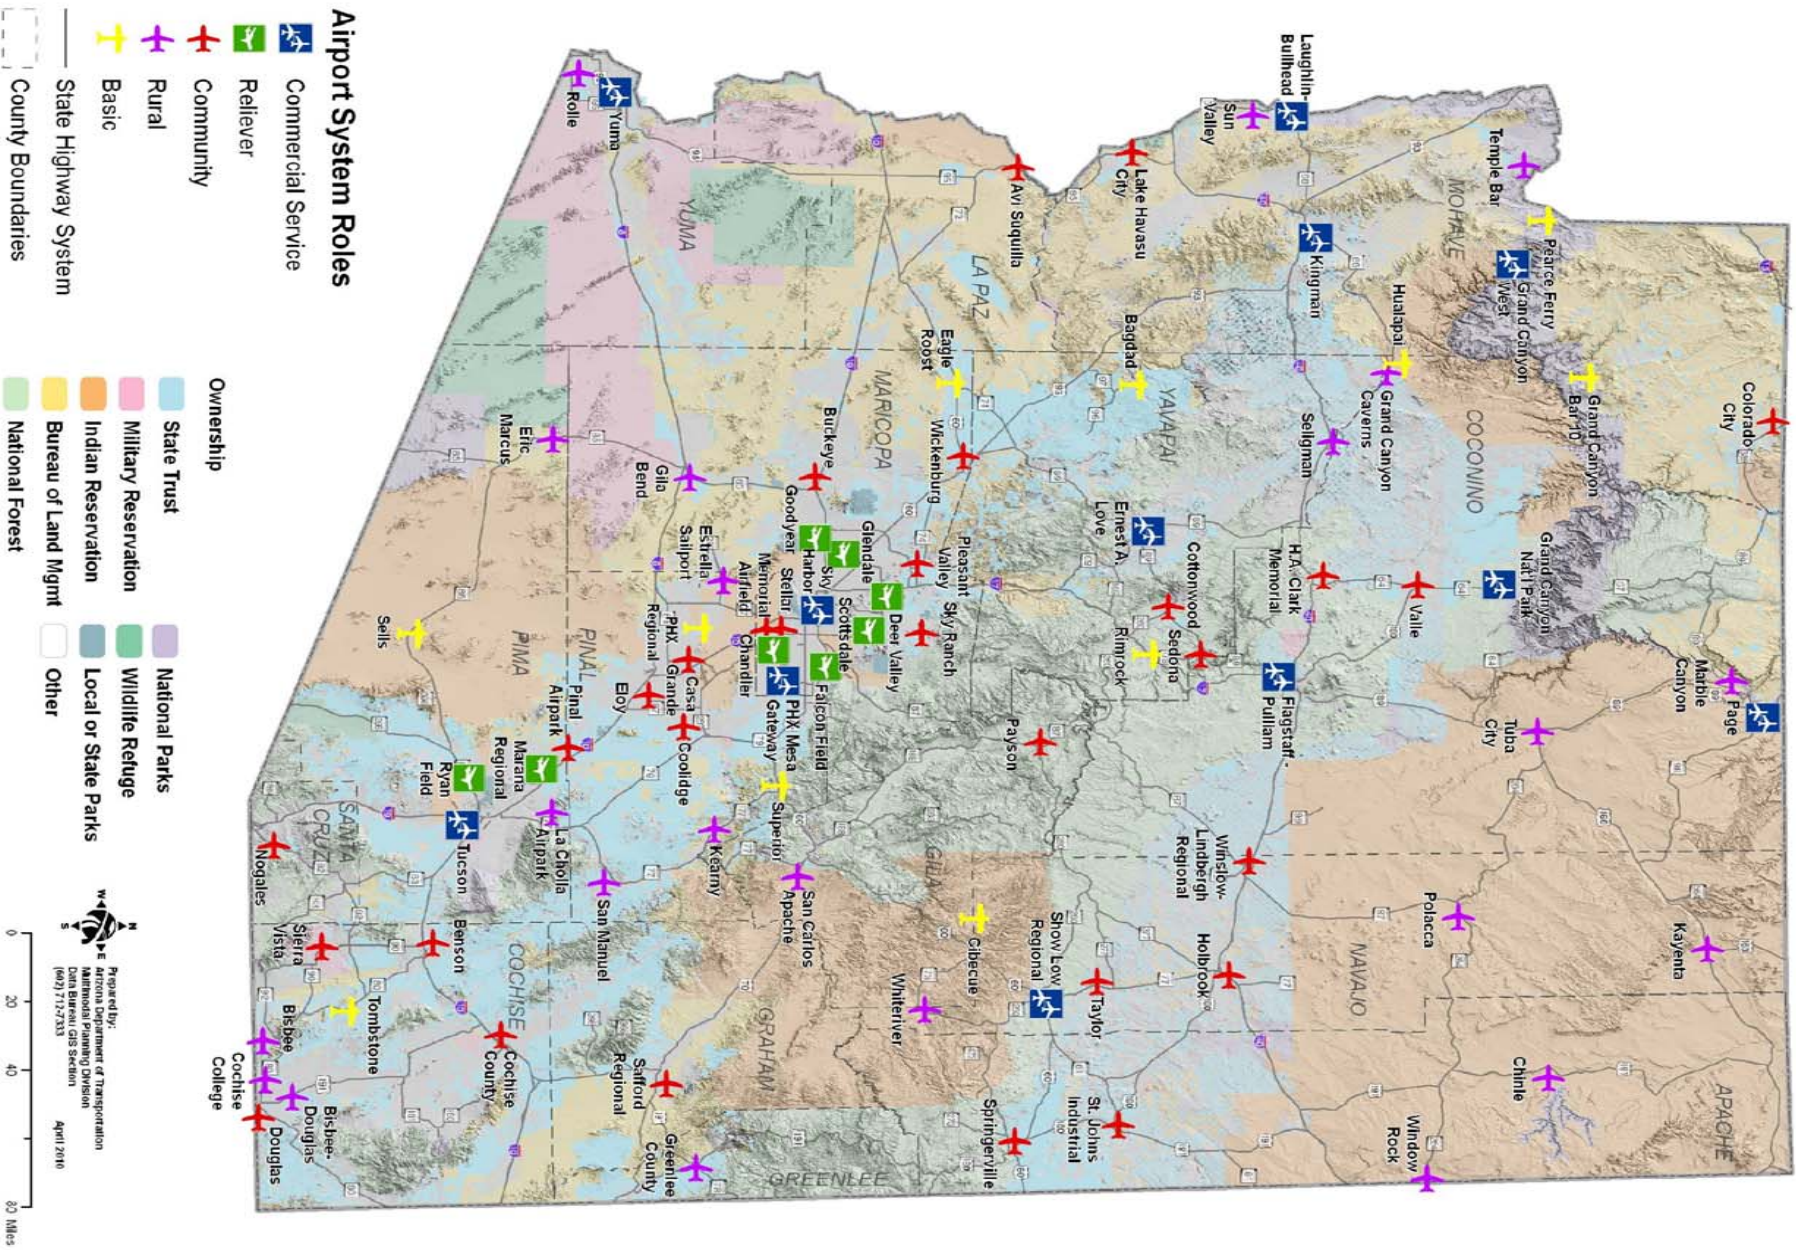 Airport System Roles
Commercial Service
Reliever
Community
Rural
Basic
State Highway System
County Boundaries
Ownership
State Trust
Military Reservation
Indian Reservation
Bureau of Land Mgmt
National Forest
National Parks
Wildlife Refuge
Local or State Parks
Other
N
W
E
S
0
20
40
80 Miles
Prepared by:
Arizona Department of Transportation
Multimodal Planning Division
Data Bureau GIS Section
(602) 712-7333
April 2010
Colorado
City
Page
Marble
Canyon
Kayenta
Grand Canyon
Bar 10
Pearce Ferry
Grand Canyon
West
Temple Bar
MOHAVE
COCONINO
Grand Canyon
Nat'l Park
Tuba
City
Polacca
Chinle
APACHE
NAVAJO
Window
Rock
Hualapai
Grand Canyon
Caverns
Valle
Laughlin-
Bullhead
Sun
Valley
Kingman
Seligman
H.A. Clark
Memorial
Flagstaff -
Pulliam
Winslow-
Lindbergh
Regional
Holbrook
Lake Havasu
City
Bagdad
YAVAPAI
Ernest A.
Love
Cottonwood
Sedona
Rimrock
Taylor
St. Johns
Industrial
Show Low
Regional
Springerville
Payson
Avi Suquilla
LA PAZ
Eagle
Roost
Wickenburg
Pleasant
Valley
Sky Ranch
Cibecue
Whiteriver
GILA
MARICOPA
Buckeye
Goodyear
Glendale
Deer Valley
Scottsdale
Sky
Harbor
Falcon Field
Stellar
Memorial
Airfield
Chandler
PHX Mesa
Gateway
Superior
San Carlos
Apache
GRAHAM
GREENLEE
YUMA
Yuma
Rolle
Gila
Bend
Estrella
Sailport
PHX
Regional
Casa
Grande
Coolidge
Kearny
Eloy
PINAL
Pinal
Airpark
Eric
Marcus
Sells
PIMA
Marana
Regional
Ryan
Field
La Cholla
Airpark
San Manuel
Tucson
Safford
Regional
Greenlee
County
COCHISE
Cochise
County
Benson
SANTA
CRUZ
Nogales
Sierra
Vista
Tombstone
Bisbee
Bisbee-
Douglas
Cochise
College
Douglas